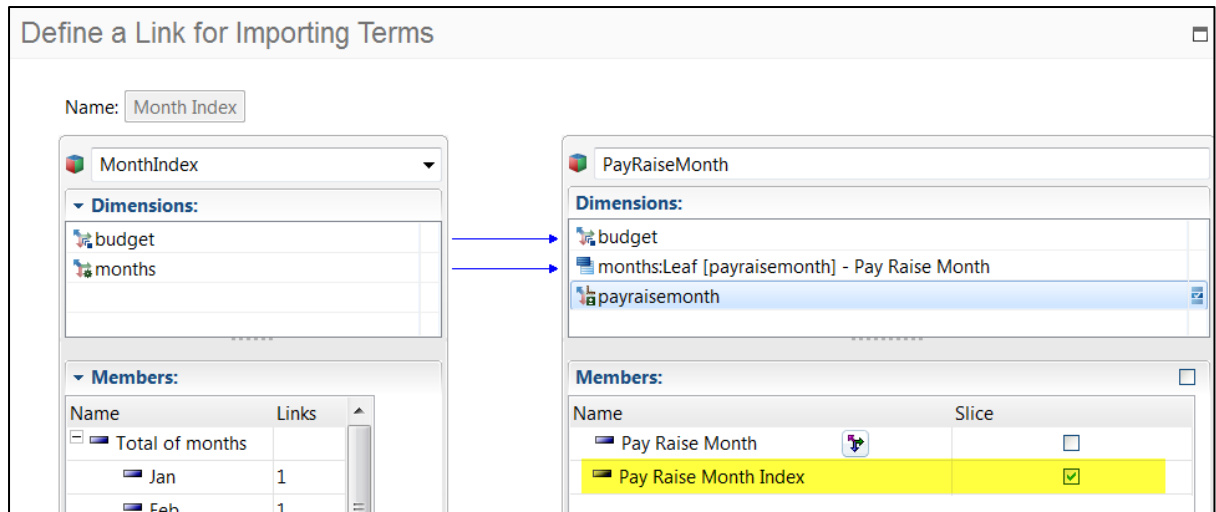 Define a Link for Importing Terms
Name: Month Index
MonthIndex
Dimensions:
budget
months
Members:
Name Links
Total of months
Jan 1
Feb 1
PayRaiseMonth
Dimensions:
budget
months:Leaf [payraisemonth] - Pay Raise Month
payraisemonth
Members:
Name Slice
Pay Raise Month
Pay Raise Month Index